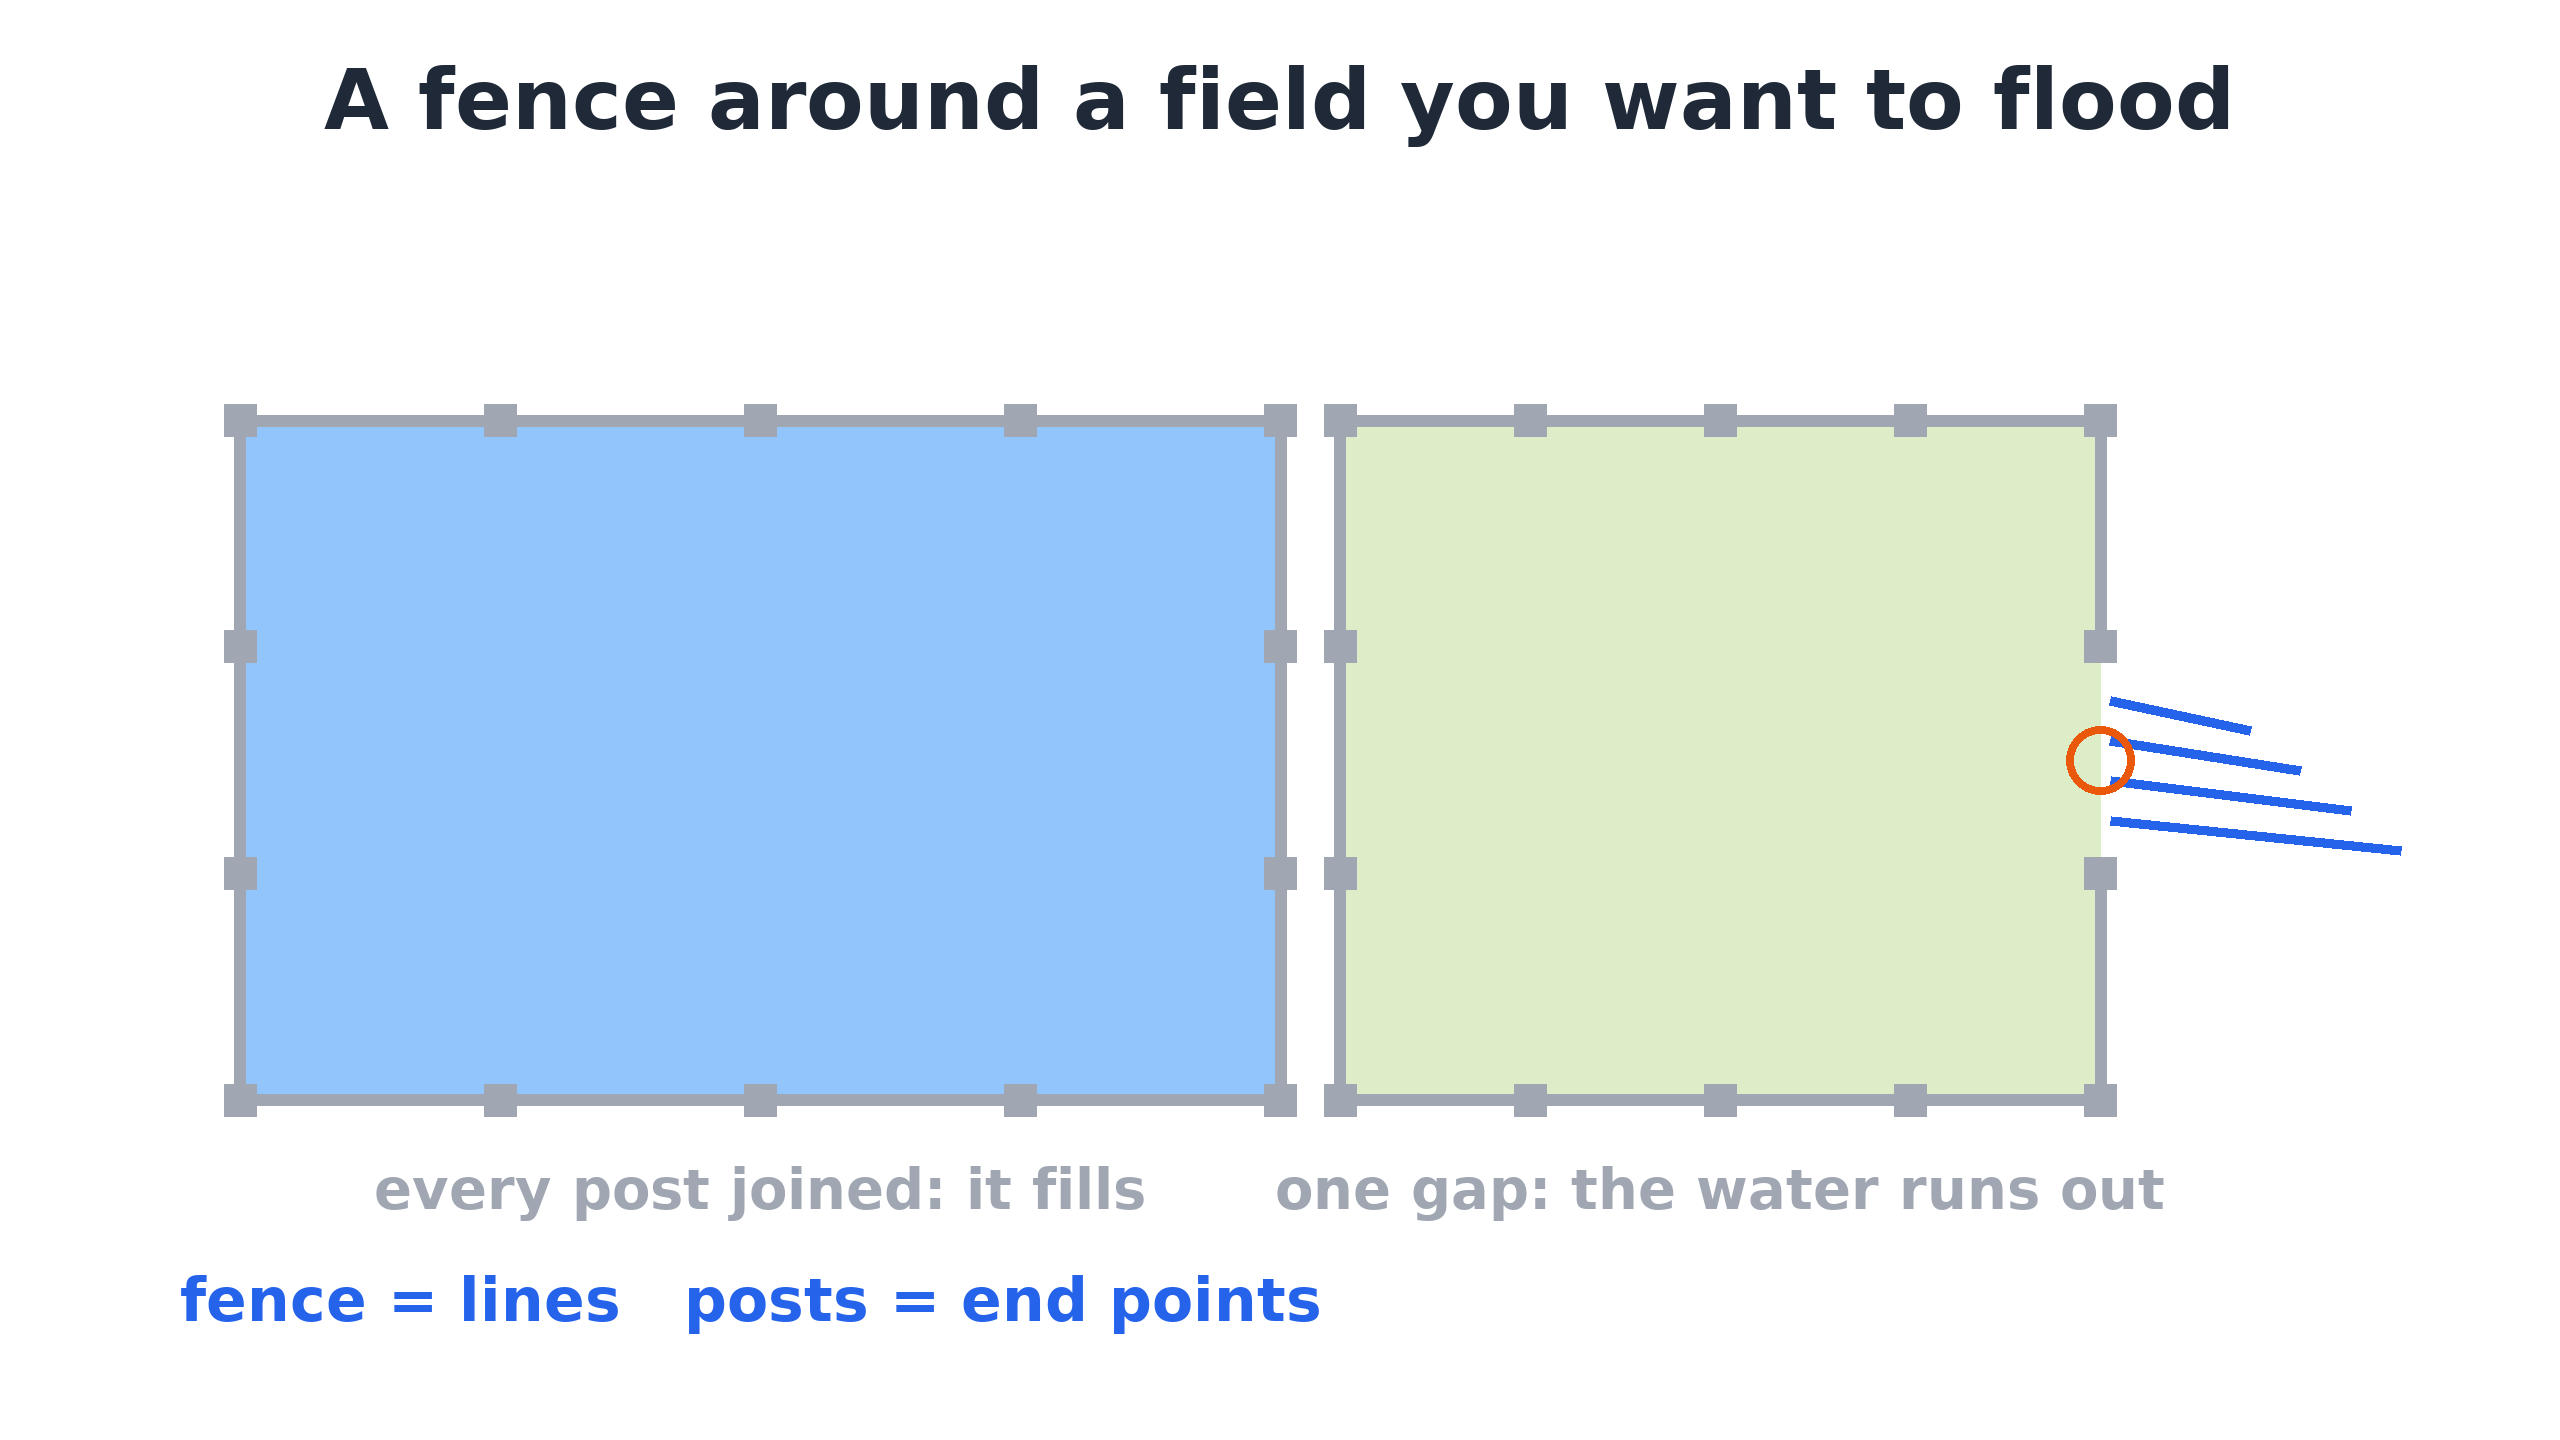 A fence around a field you want to flood
every post joined: it fills
one gap: the water runs out
fence = lines   posts = end points